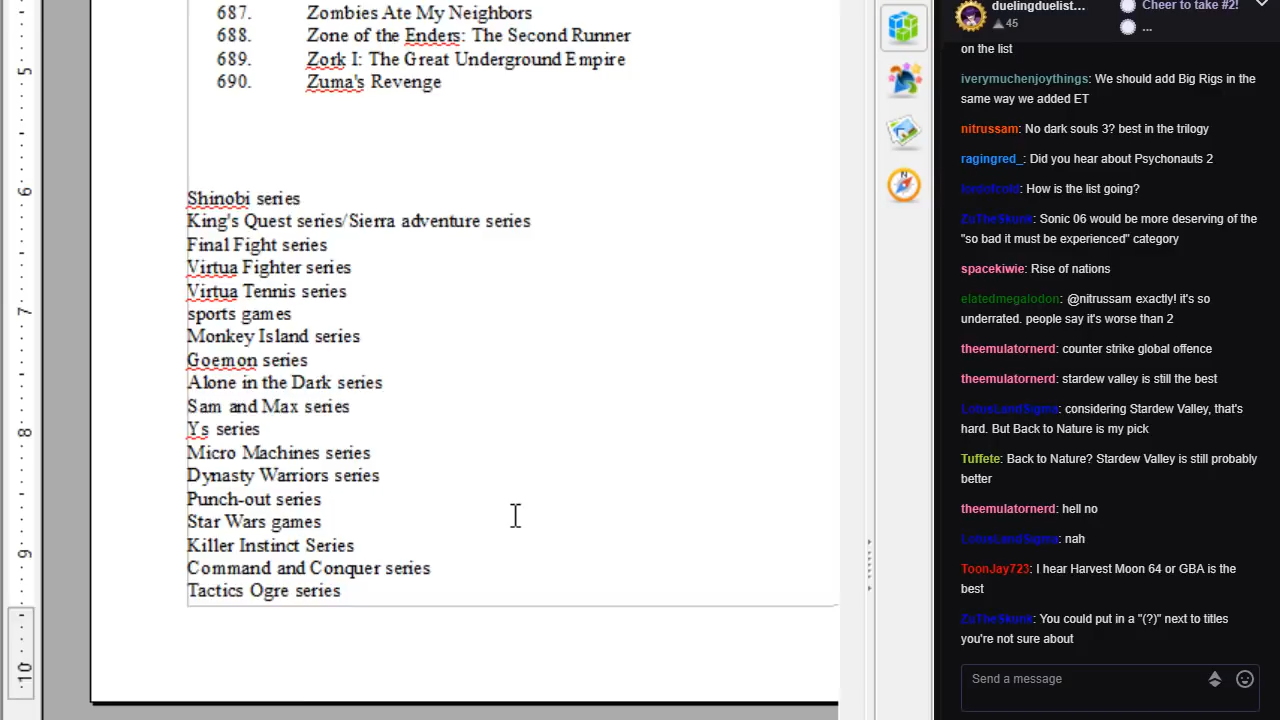 687. Zombies Ate My Neighbors
688. Zone of the Enders: The Second Runner
689. Zork I: The Great Underground Empire
690. Zuma's Revenge
Shinobi series
King's Quest series/Sierra adventure series
Final Fight series
Virtua Fighter series
Virtua Tennis series
sports games
Monkey Island series
Goemon series
Alone in the Dark series
Sam and Max series
Ys series
Micro Machines series
Dynasty Warriors series
Punch-out series
Star Wars games
Killer Instinct Series
Command and Conquer series
Tactics Ogre series
5
6
7
8
9
10
N
duelingduelist...
45
Cheer to take #2!
...
on the list
iverymuchenjoythings: We should add Big Rigs in the
same way we added ET
nitrussam: No dark souls 3? best in the trilogy
ragingred_: Did you hear about Psychonauts 2
How is the list going?
ZuTheSkunk: Sonic 06 would be more deserving of the
"so bad it must be experienced" category
spacekiwie: Rise of nations
elatedmegalodon: @nitrussam exactly! it's so
underrated. people say it's worse than 2
theemulatornerd: counter strike global offence
theemulatornerd: stardew valley is still the best
LotusLandSigma: considering Stardew Valley, that's
hard. But Back to Nature is my pick
Tuffete: Back to Nature? Stardew Valley is still probably
better
theemulatornerd: hell no
LotusLandSigma: nah
ToonJay723: I hear Harvest Moon 64 or GBA is the
best
ZuTheSkunk: You could put in a "(?)" next to titles
you're not sure about
Send a message